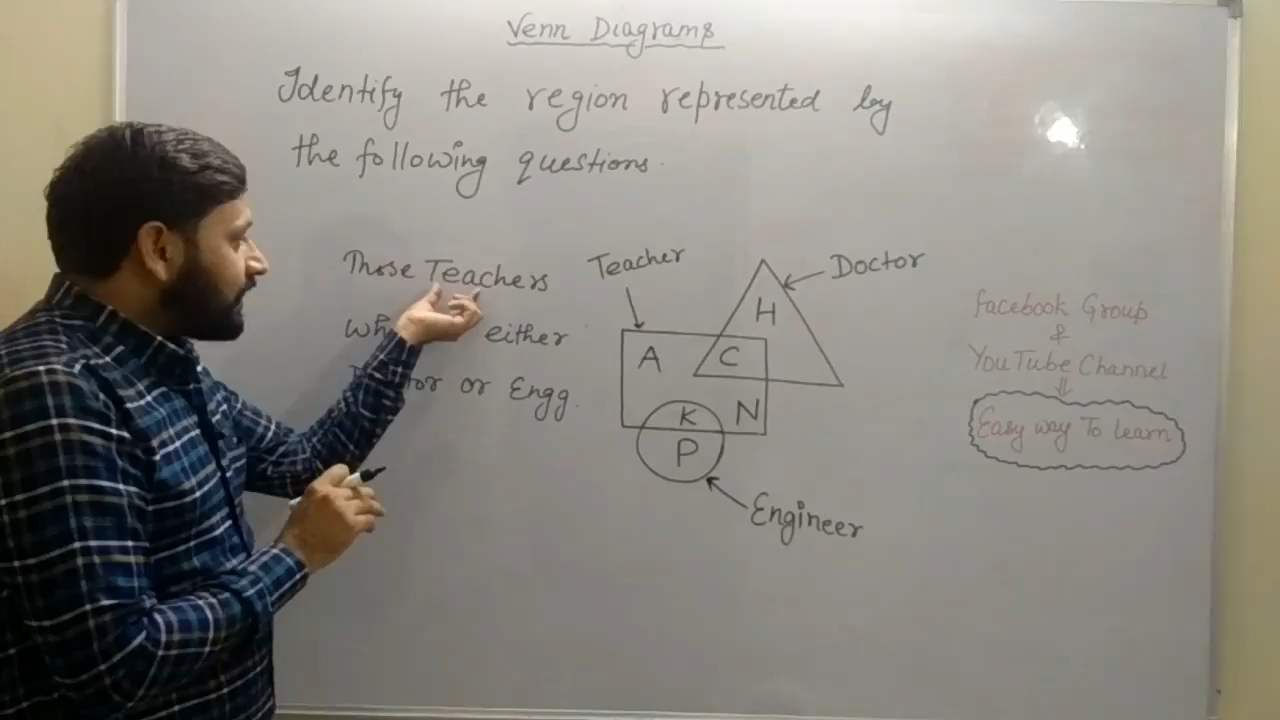 Venn Diagrams
Identify the region represented by
the following questions.
Those Teachers
either
or Engg.
Teacher
Doctor
H
A
C
K
N
P
Engineer
facebook Group
&
YouTube Channel
⇓
Easy way To Learn